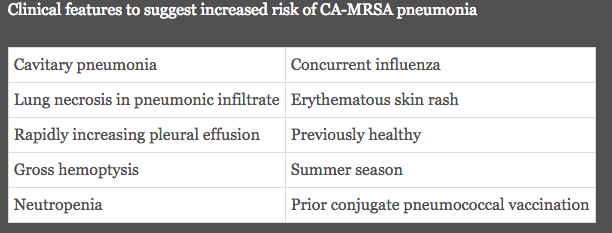 Clinical features to suggest increased risk of CA-MRSA pneumonia
Cavitary pneumonia Concurrent influenza
Lung necrosis in pneumonic infiltrate Erythematous skin rash
Rapidly increasing pleural effusion Previously healthy
Gross hemoptysis Summer season
Neutropenia Prior conjugate pneumococcal vaccination